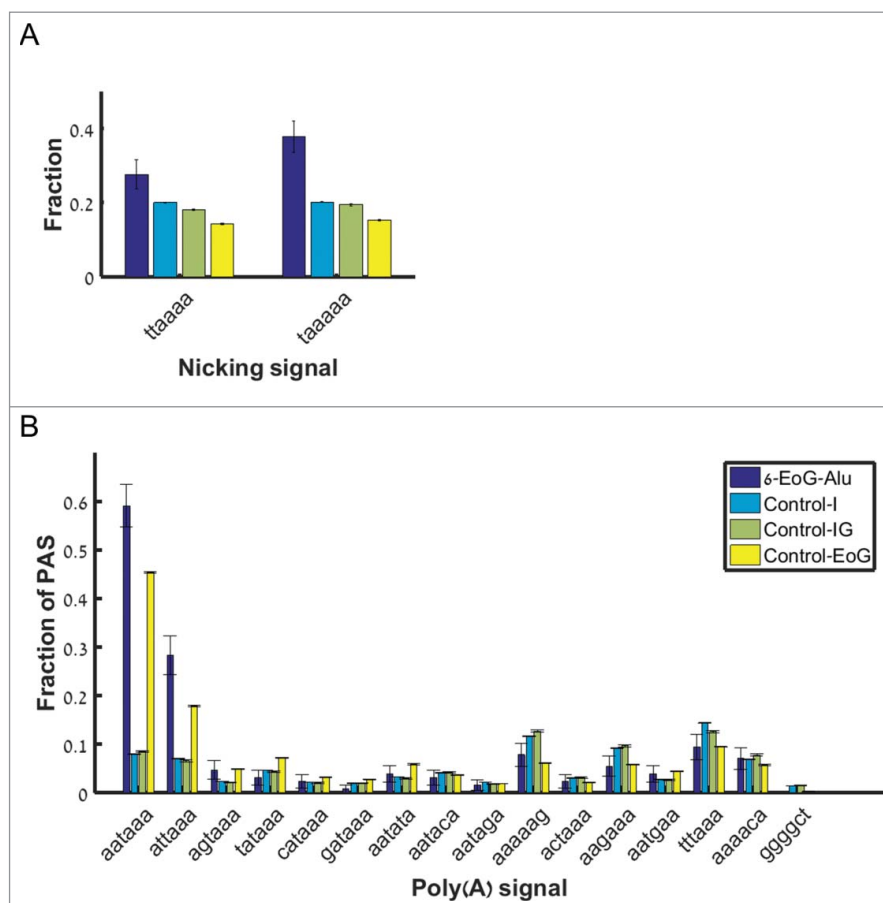 A
Fraction
0.4
0.2
0
ttaaaa
taaaaa
Nicking signal
B
Fraction of PAS
0.6
0.5
0.4
0.3
0.2
0.1
0
6-EoG-Alu
Control-I
Control-IG
Control-EoG
aataaa
attaaa
agtaaa
tataaa
cataaa
gataaa
aatata
aataca
aataga
aaaaag
actaaa
aagaaa
aatgaa
tttaaa
aaaaca
ggggct
Poly(A) signal